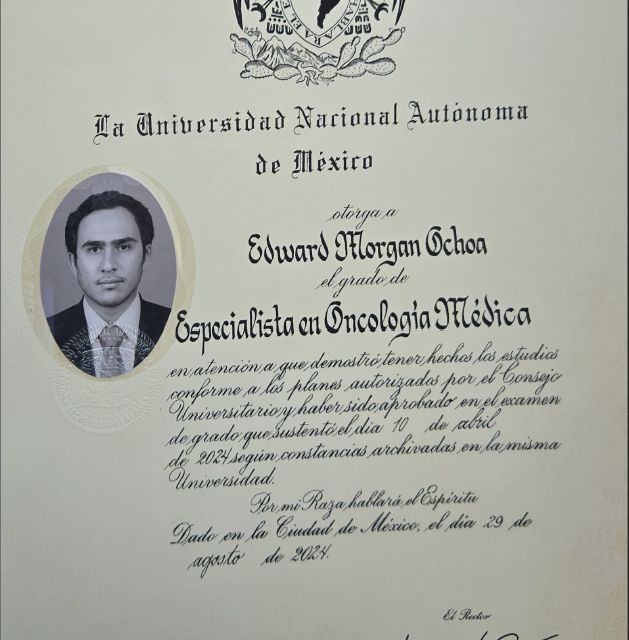 La Universidad Nacional Autónoma
de México
otorga a
Edward Morgan Ochoa
el grado de
Especialista en Oncología Médica
en atención a que demostró tener hechos los estudios
conforme a los planes autorizados por el Consejo
Universitario y haber sido aprobado en el examen
de grado que sustentó el día 10 de abril
de 2024 según constancias archivadas en la misma
Universidad.
Por mi Raza hablará el Espíritu
Dado en la Ciudad de México, el día 29 de
agosto de 2024.
El Rector